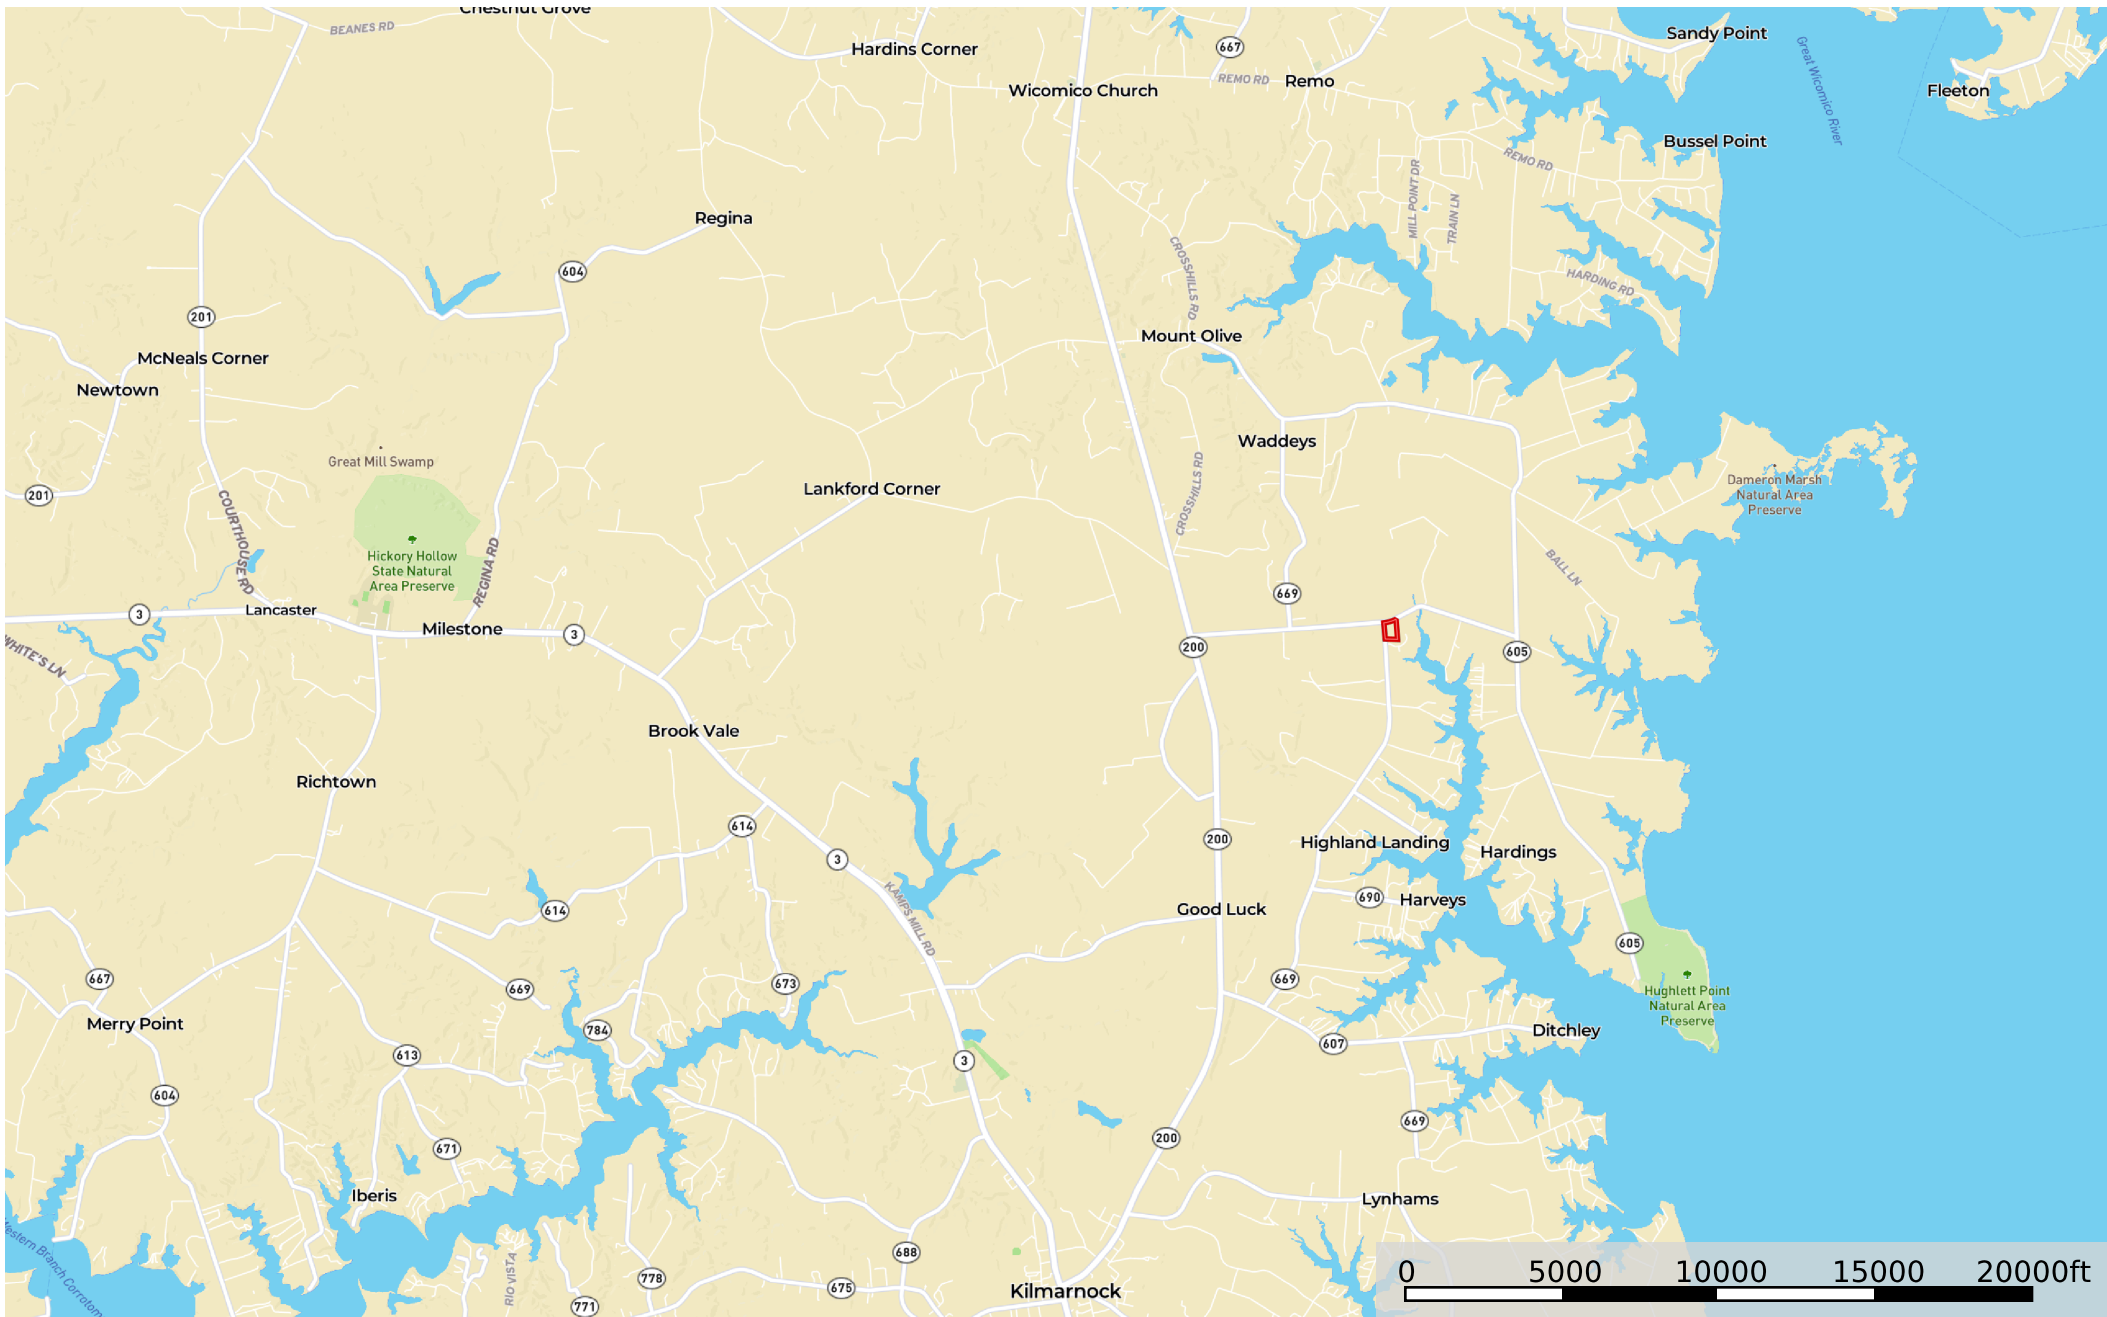 Chestnut Grove
BEANES RD
Hardins Corner
667
Sandy Point
Great Wicomico River
REMO RD
Remo
Wicomico Church
Fleeton
Bussel Point
REMO RD
MILL POINT DR
TRAIN LN
Regina
CROSSHILLS RD
604
HARDING RD
201
Mount Olive
McNeals Corner
Newtown
Waddeys
Great Mill Swamp
Lankford Corner
201
COURTHOUSE RD
CROSSHILLS RD
Dameron Marsh
Natural Area
Preserve
Hickory Hollow
State Natural
Area Preserve
REGINA RD
BALL LN
669
Lancaster
3
Milestone
3
WHITE'S LN
200
605
Brook Vale
Richtown
614
200
Highland Landing
Hardings
3
KAMPS MILL RD
690
Harveys
614
Good Luck
605
667
669
673
669
Hughlett Point
Natural Area
Preserve
Merry Point
784
Ditchley
607
613
3
604
669
671
200
Iberis
Lynhams
Western Branch Corrotom
RIO VISTA
688
778
675
Kilmarnock
771
0 5000 10000 15000 20000ft